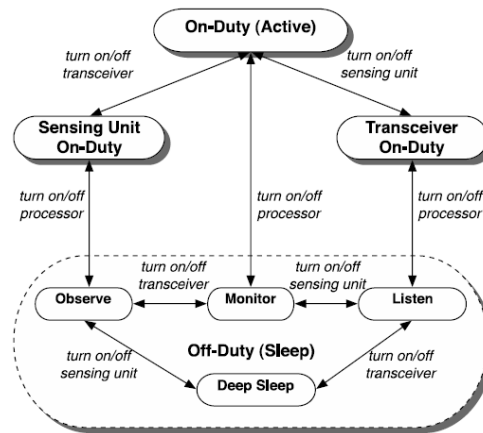 On-Duty (Active)
turn on/off
transceiver
turn on/off
sensing unit
Sensing Unit
On-Duty
Transceiver
On-Duty
turn on/off
processor
turn on/off
processor
turn on/off
processor
turn on/off
transceiver
turn on/off
sensing unit
Observe
Monitor
Listen
Off-Duty (Sleep)
turn on/off
sensing unit
turn on/off
transceiver
Deep Sleep